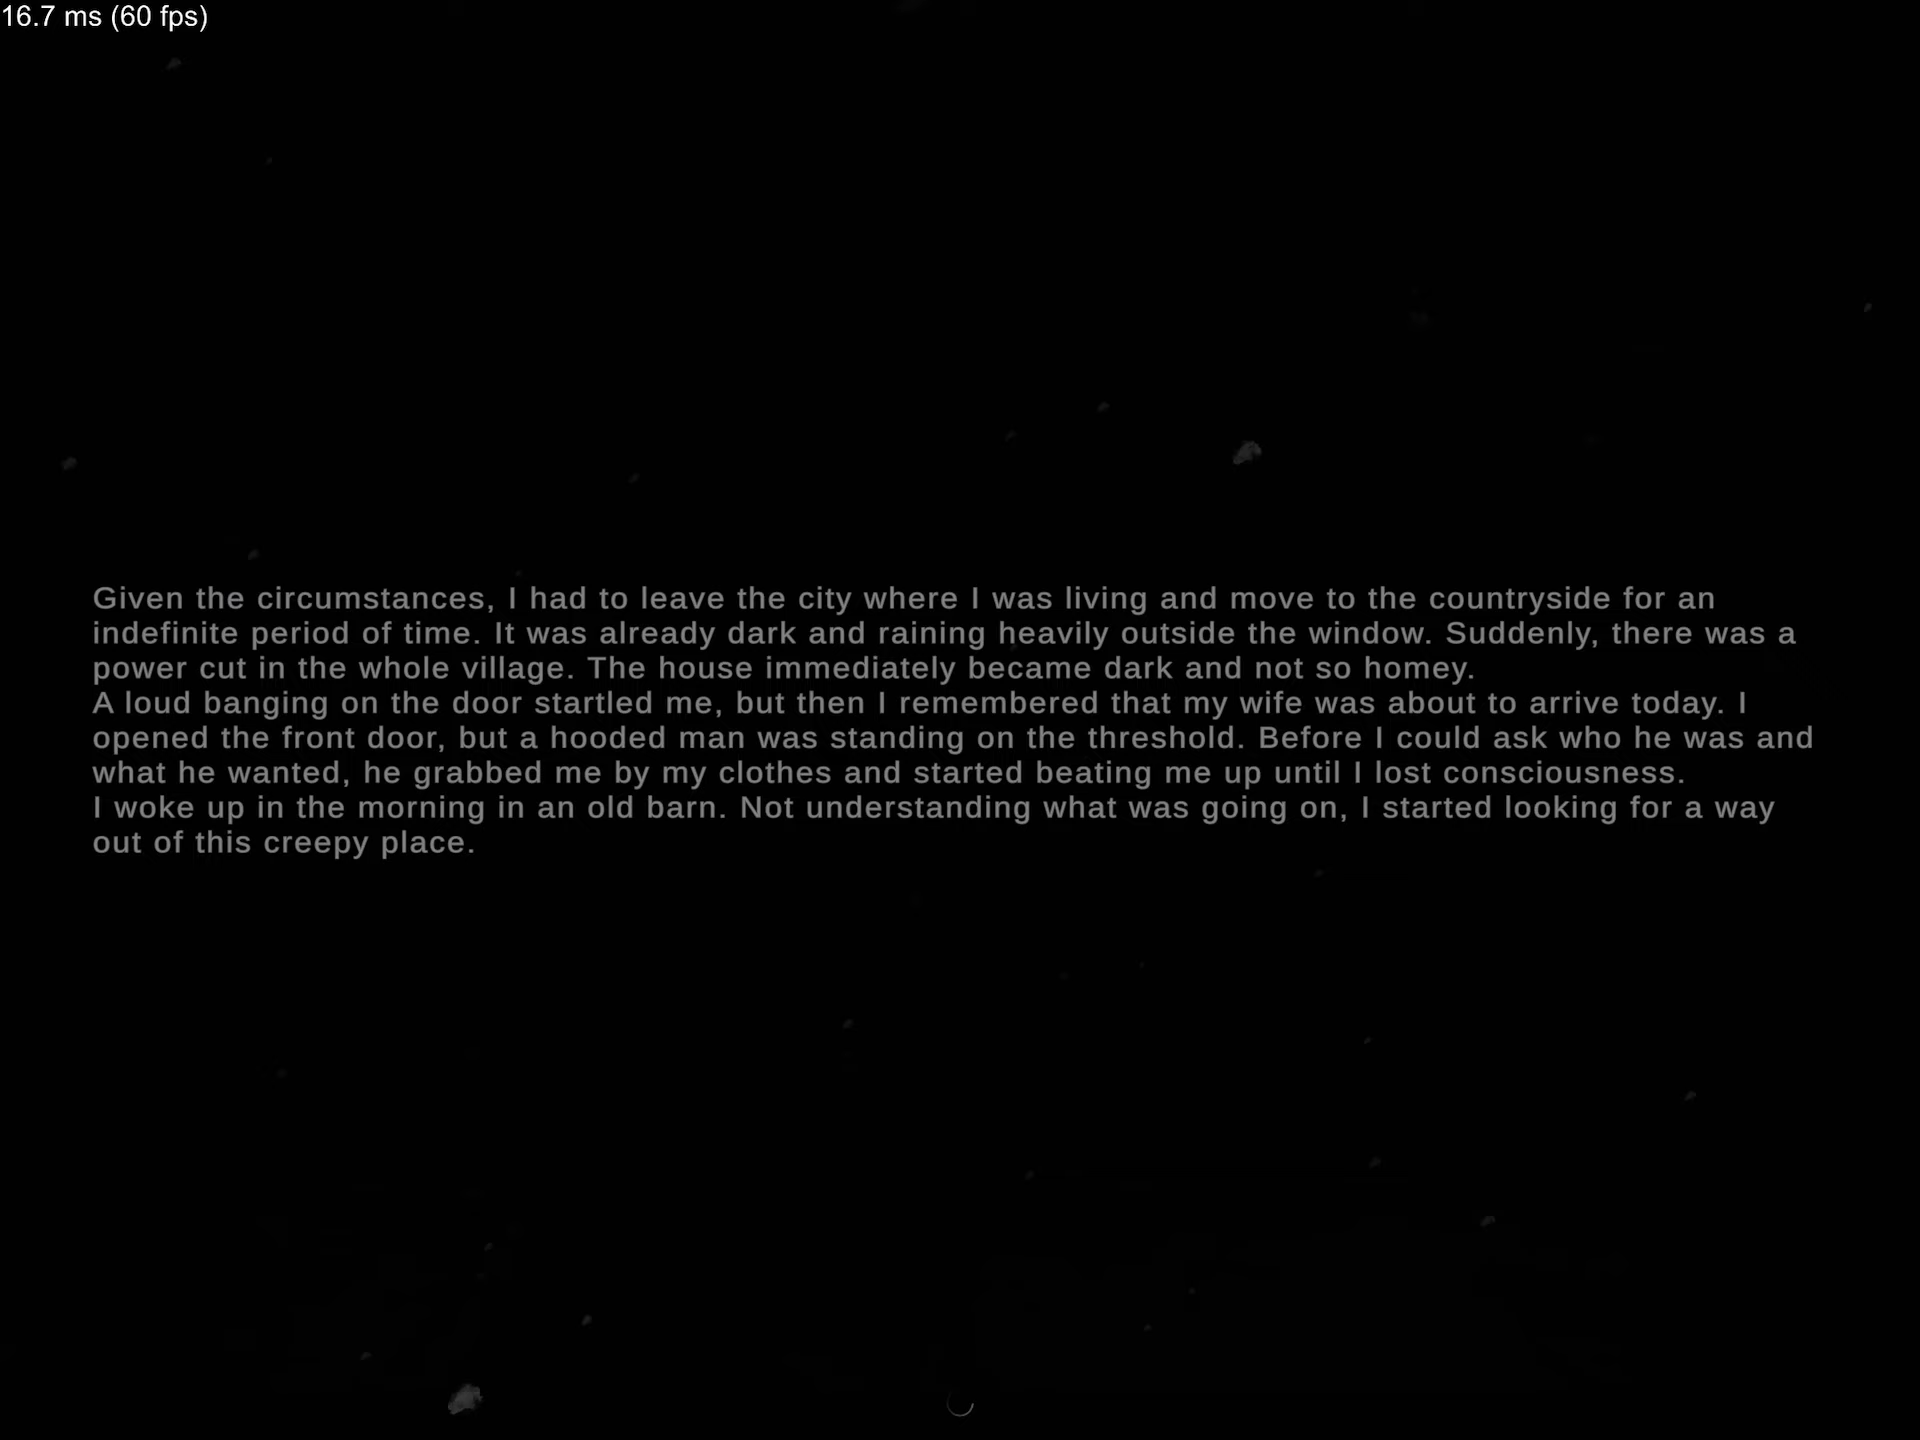 16.7 ms (60 fps)
Given the circumstances, I had to leave the city where I was living and move to the countryside for an
indefinite period of time. It was already dark and raining heavily outside the window. Suddenly, there was a
power cut in the whole village. The house immediately became dark and not so homey.
A loud banging on the door startled me, but then I remembered that my wife was about to arrive today. I
opened the front door, but a hooded man was standing on the threshold. Before I could ask who he was and
what he wanted, he grabbed me by my clothes and started beating me up until I lost consciousness.
I woke up in the morning in an old barn. Not understanding what was going on, I started looking for a way
out of this creepy place.